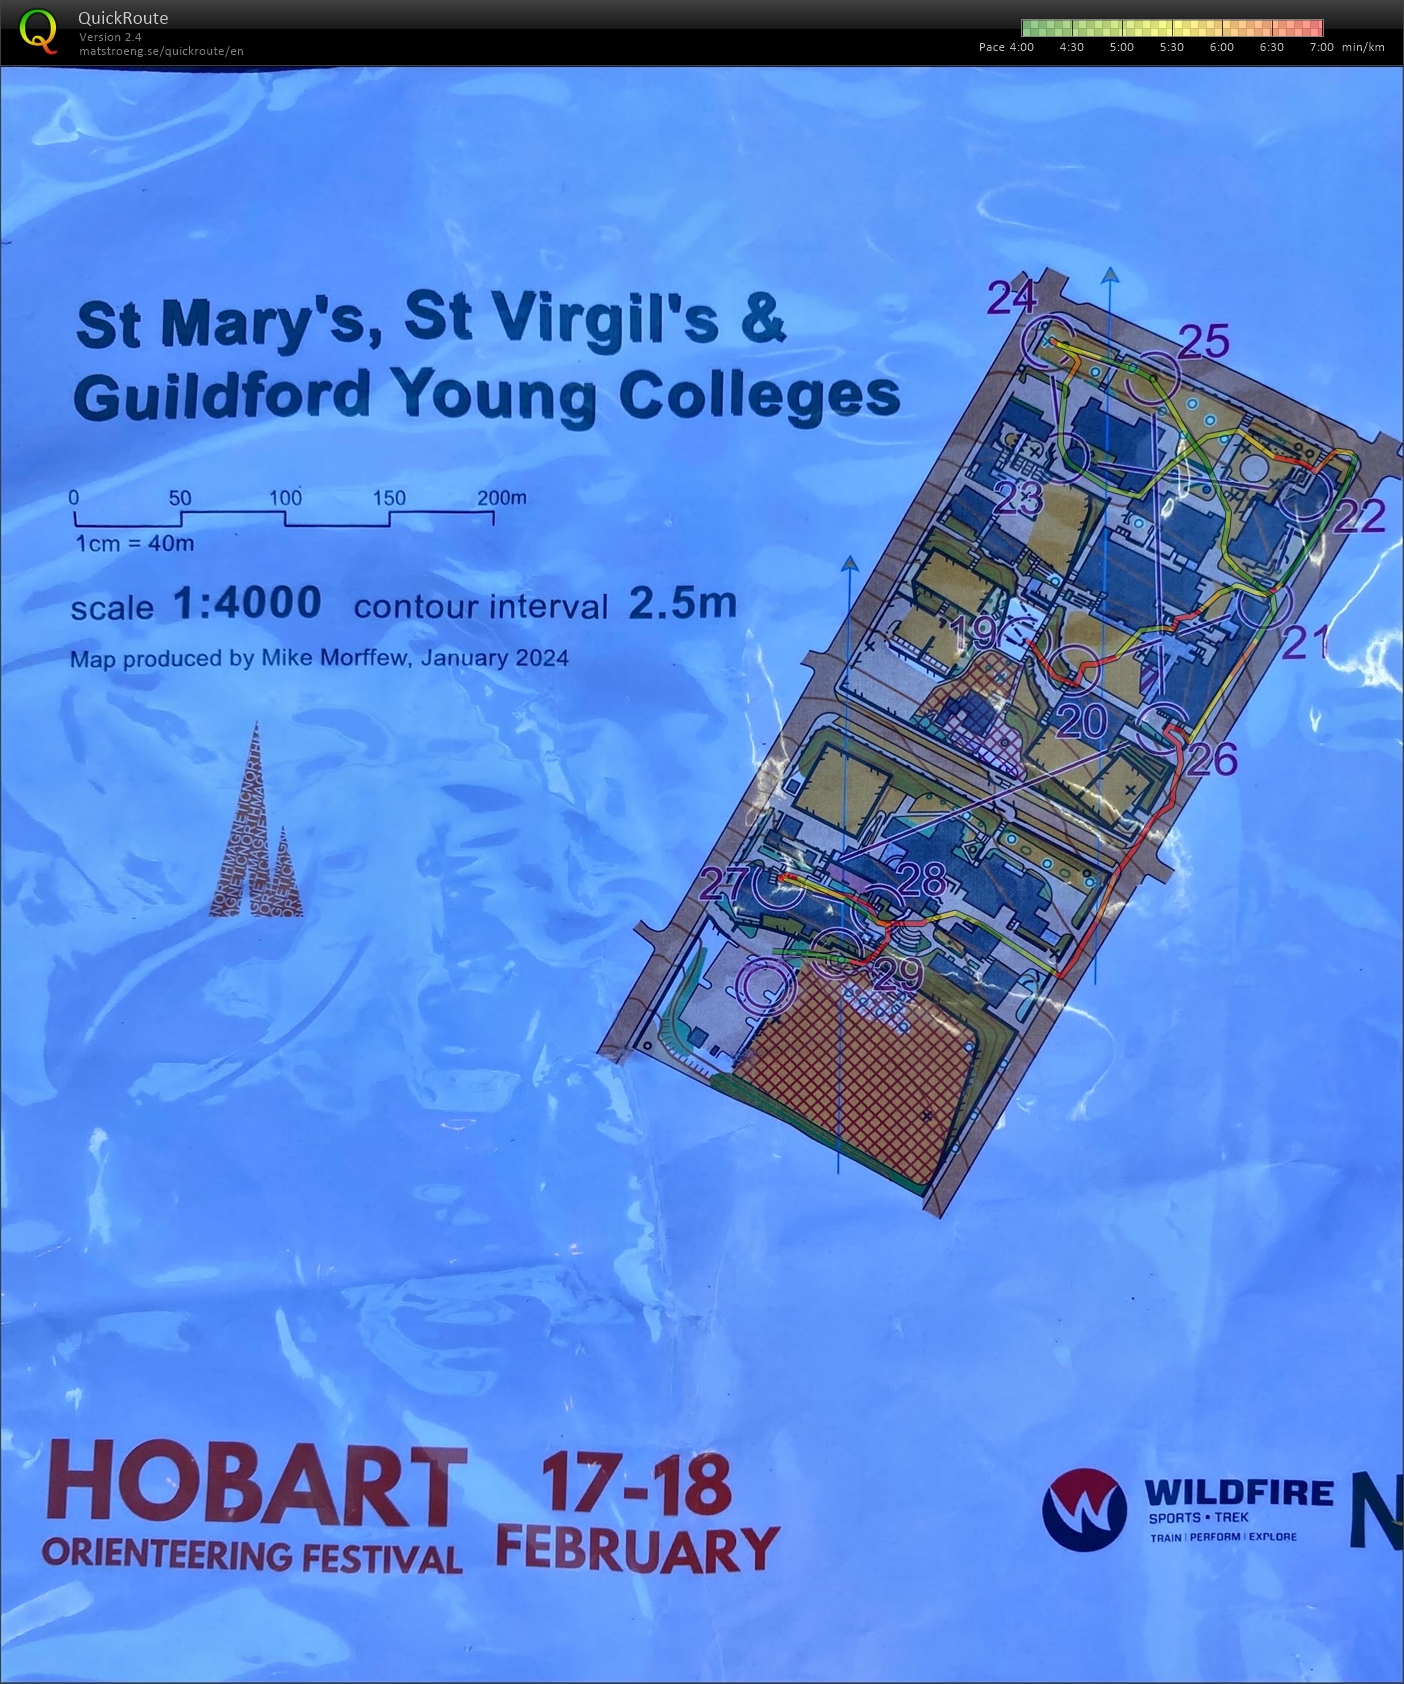 QuickRoute
Version 2.4
matstroeng.se/quickroute/en
Pace 4:00 4:30 5:00 5:30 6:00 6:30 7:00 min/km
St Mary's, St Virgil's &
Guildford Young Colleges
0 50 100 150 200m
1cm = 40m
scale 1:4000 contour interval 2.5m
Map produced by Mike Morffew, January 2024
24
25
23
22
19
21
20
26
27
28
29
HOBART
ORIENTEERING FESTIVAL
17-18
FEBRUARY
WILDFIRE
SPORTS • TREK
TRAIN | PERFORM | EXPLORE
N